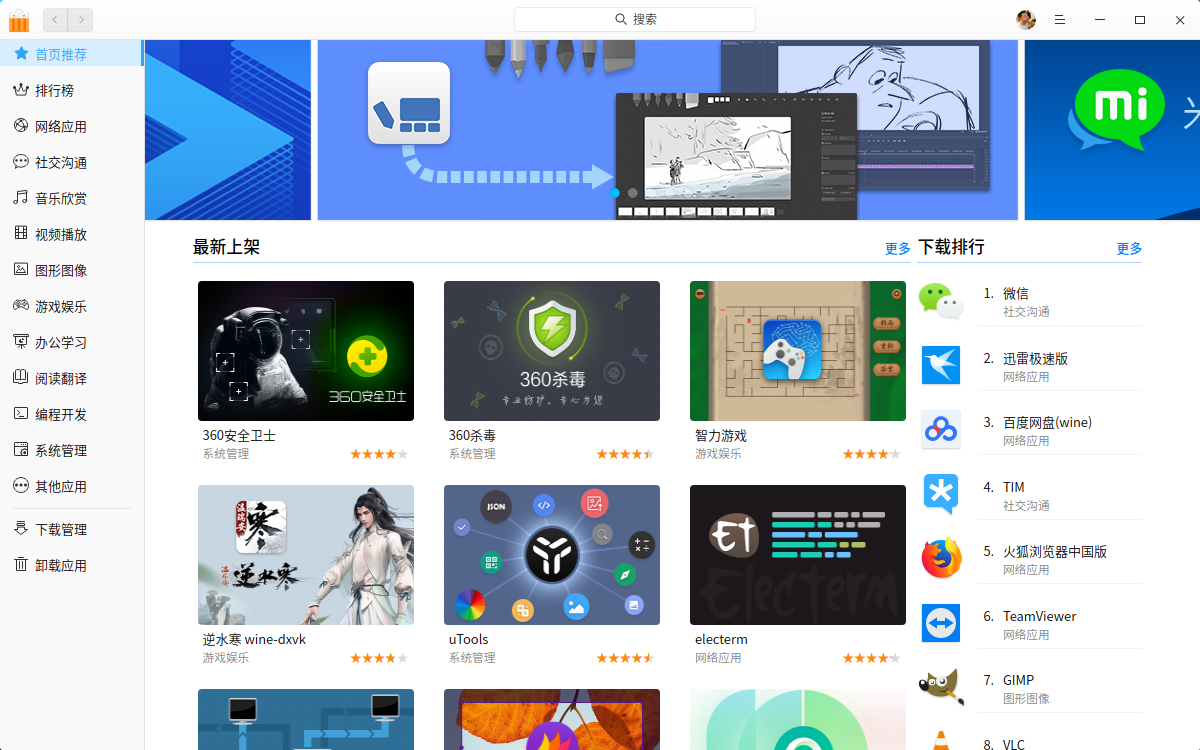 搜索
首页推荐
排行榜
网络应用
社交沟通
音乐欣赏
视频播放
图形图像
游戏娱乐
办公学习
阅读翻译
编程开发
系统管理
其他应用
下载管理
卸载应用
mi
最新上架
更多
360安全卫士
360安全卫士
系统管理
360杀毒
专业防护，专心为您
360杀毒
系统管理
智力游戏
游戏娱乐
温瑞安
寒
逆水寒
逆水寒 wine-dxvk
游戏娱乐
JSON
uTools
系统管理
Et
Electerm
electerm
网络应用
下载排行
更多
1. 微信
社交沟通
2. 迅雷极速版
网络应用
3. 百度网盘(wine)
网络应用
4. TIM
社交沟通
5. 火狐浏览器中国版
网络应用
6. TeamViewer
网络应用
7. GIMP
图形图像
8. VLC